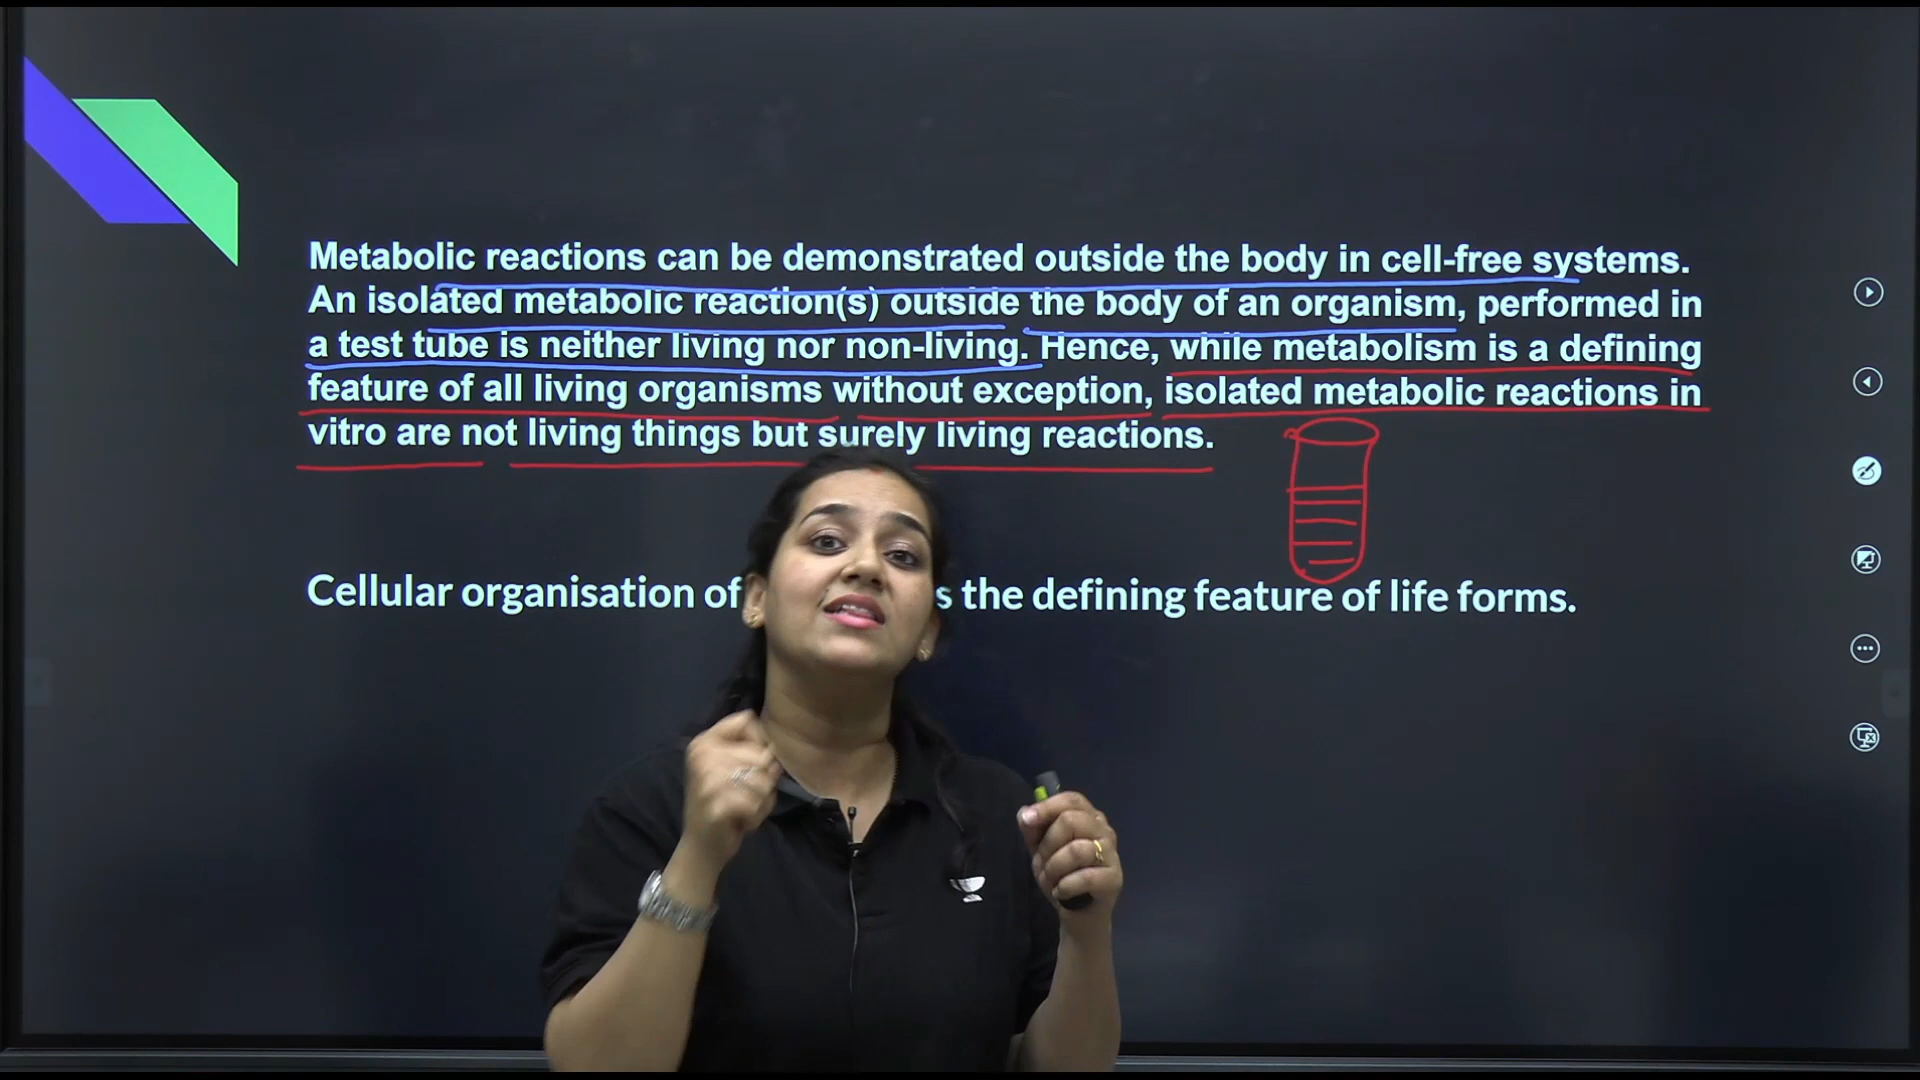 Metabolic reactions can be demonstrated outside the body in cell-free systems.
An isolated metabolic reaction(s) outside the body of an organism, performed in
a test tube is neither living nor non-living. Hence, while metabolism is a defining
feature of all living organisms without exception, isolated metabolic reactions in
vitro are not living things but surely living reactions.
Cellular organisation of s the defining feature of life forms.